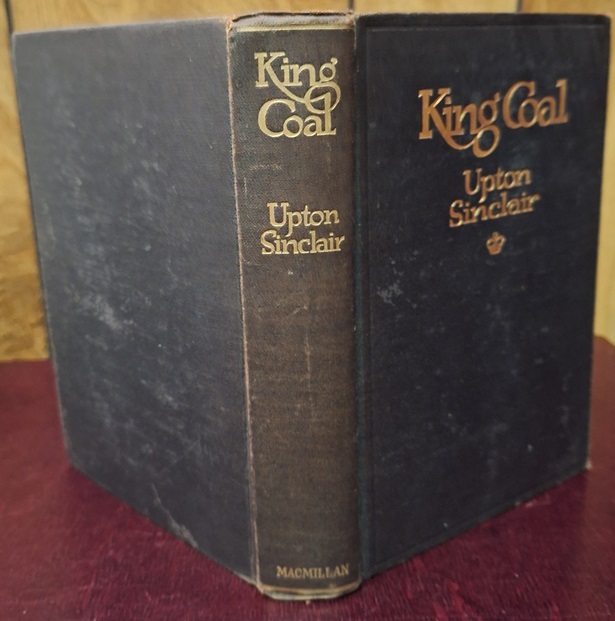 King
Coal
Upton
Sinclair
MACMILLAN
King Coal
Upton
Sinclair